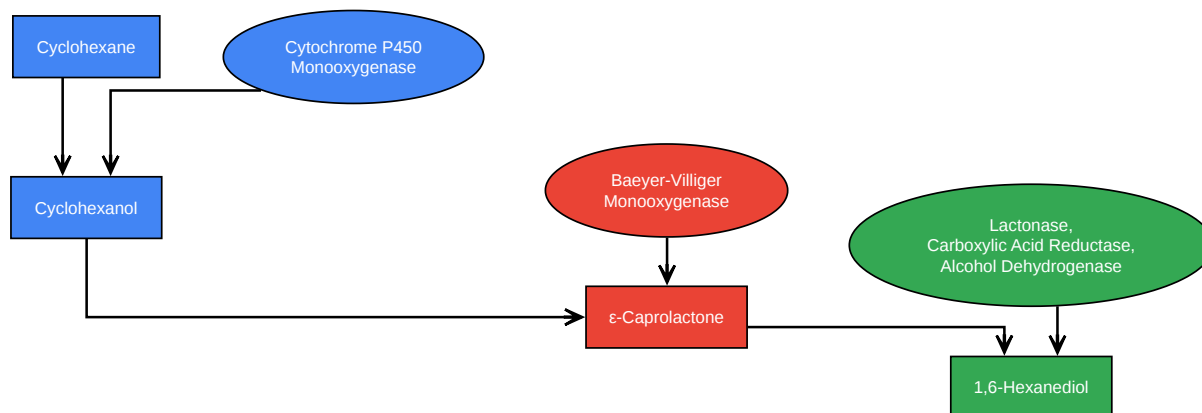 Cyclohexane
Cytochrome P450
Monooxygenase
Cyclohexanol
Baeyer-Villiger
Monooxygenase
Lactonase,
Carboxylic Acid Reductase,
Alcohol Dehydrogenase
ε-Caprolactone
1,6-Hexanediol